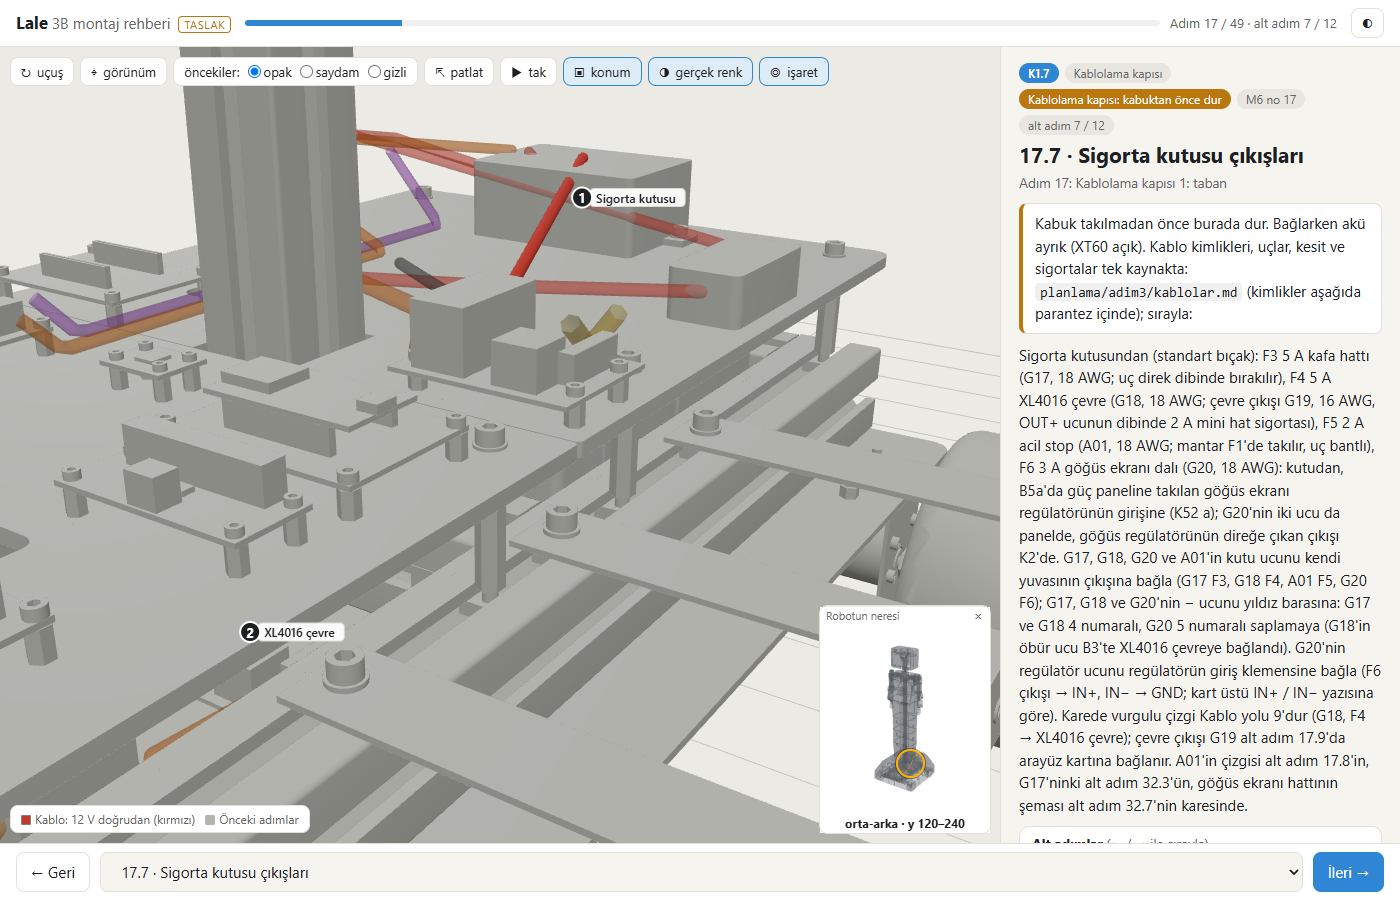 Lale 3B montaj rehberi TASLAK
Adım 17 / 49 · alt adım 7 / 12
↻ uçuş
⌖ görünüm
öncekiler: opak saydam gizli
⇱ patlat
▶ tak
▣ konum
◑ gerçek renk
◎ işaret
1 Sigorta kutusu
2 XL4016 çevre
Kablo: 12 V doğrudan (kırmızı) Önceki adımlar
Robotun neresi ×
orta-arka · y 120–240
K1.7 Kablolama kapısı
Kablolama kapısı: kabuktan önce dur M6 no 17
alt adım 7 / 12
17.7 · Sigorta kutusu çıkışları
Adım 17: Kablolama kapısı 1: taban
Kabuk takılmadan önce burada dur. Bağlarken akü
ayrık (XT60 açık). Kablo kimlikleri, uçlar, kesit ve
sigortalar tek kaynakta:
planlama/adim3/kablolar.md (kimlikler aşağıda
parantez içinde); sırayla:
Sigorta kutusundan (standart bıçak): F3 5 A kafa hattı
(G17, 18 AWG; uç direk dibinde bırakılır), F4 5 A
XL4016 çevre (G18, 18 AWG; çevre çıkışı G19, 16 AWG,
OUT+ ucunun dibinde 2 A mini hat sigortası), F5 2 A
acil stop (A01, 18 AWG; mantar F1'de takılır, uç bantlı),
F6 3 A göğüs ekranı dalı (G20, 18 AWG): kutudan,
B5a'da güç paneline takılan göğüs ekranı
regülatörünün girişine (K52 a); G20'nin iki ucu da
panelde, göğüs regülatörünün direğe çıkan çıkışı
K2'de. G17, G18, G20 ve A01'in kutu ucunu kendi
yuvasının çıkışına bağla (G17 F3, G18 F4, A01 F5, G20
F6); G17, G18 ve G20'nin − ucunu yıldız barasına: G17
ve G18 4 numaralı, G20 5 numaralı saplamaya (G18'in
öbür ucu B3'te XL4016 çevreye bağlandı). G20'nin
regülatör ucunu regülatörün giriş klemensine bağla (F6
çıkışı → IN+, IN− → GND; kart üstü IN+ / IN− yazısına
göre). Karede vurgulu çizgi Kablo yolu 9'dur (G18, F4
→ XL4016 çevre); çevre çıkışı G19 alt adım 17.9'da
arayüz kartına bağlanır. A01'in çizgisi alt adım 17.8'in,
G17'ninki alt adım 32.3'ün, göğüs ekranı hattının
şeması alt adım 32.7'nin karesinde.
← Geri
17.7 · Sigorta kutusu çıkışları
İleri →